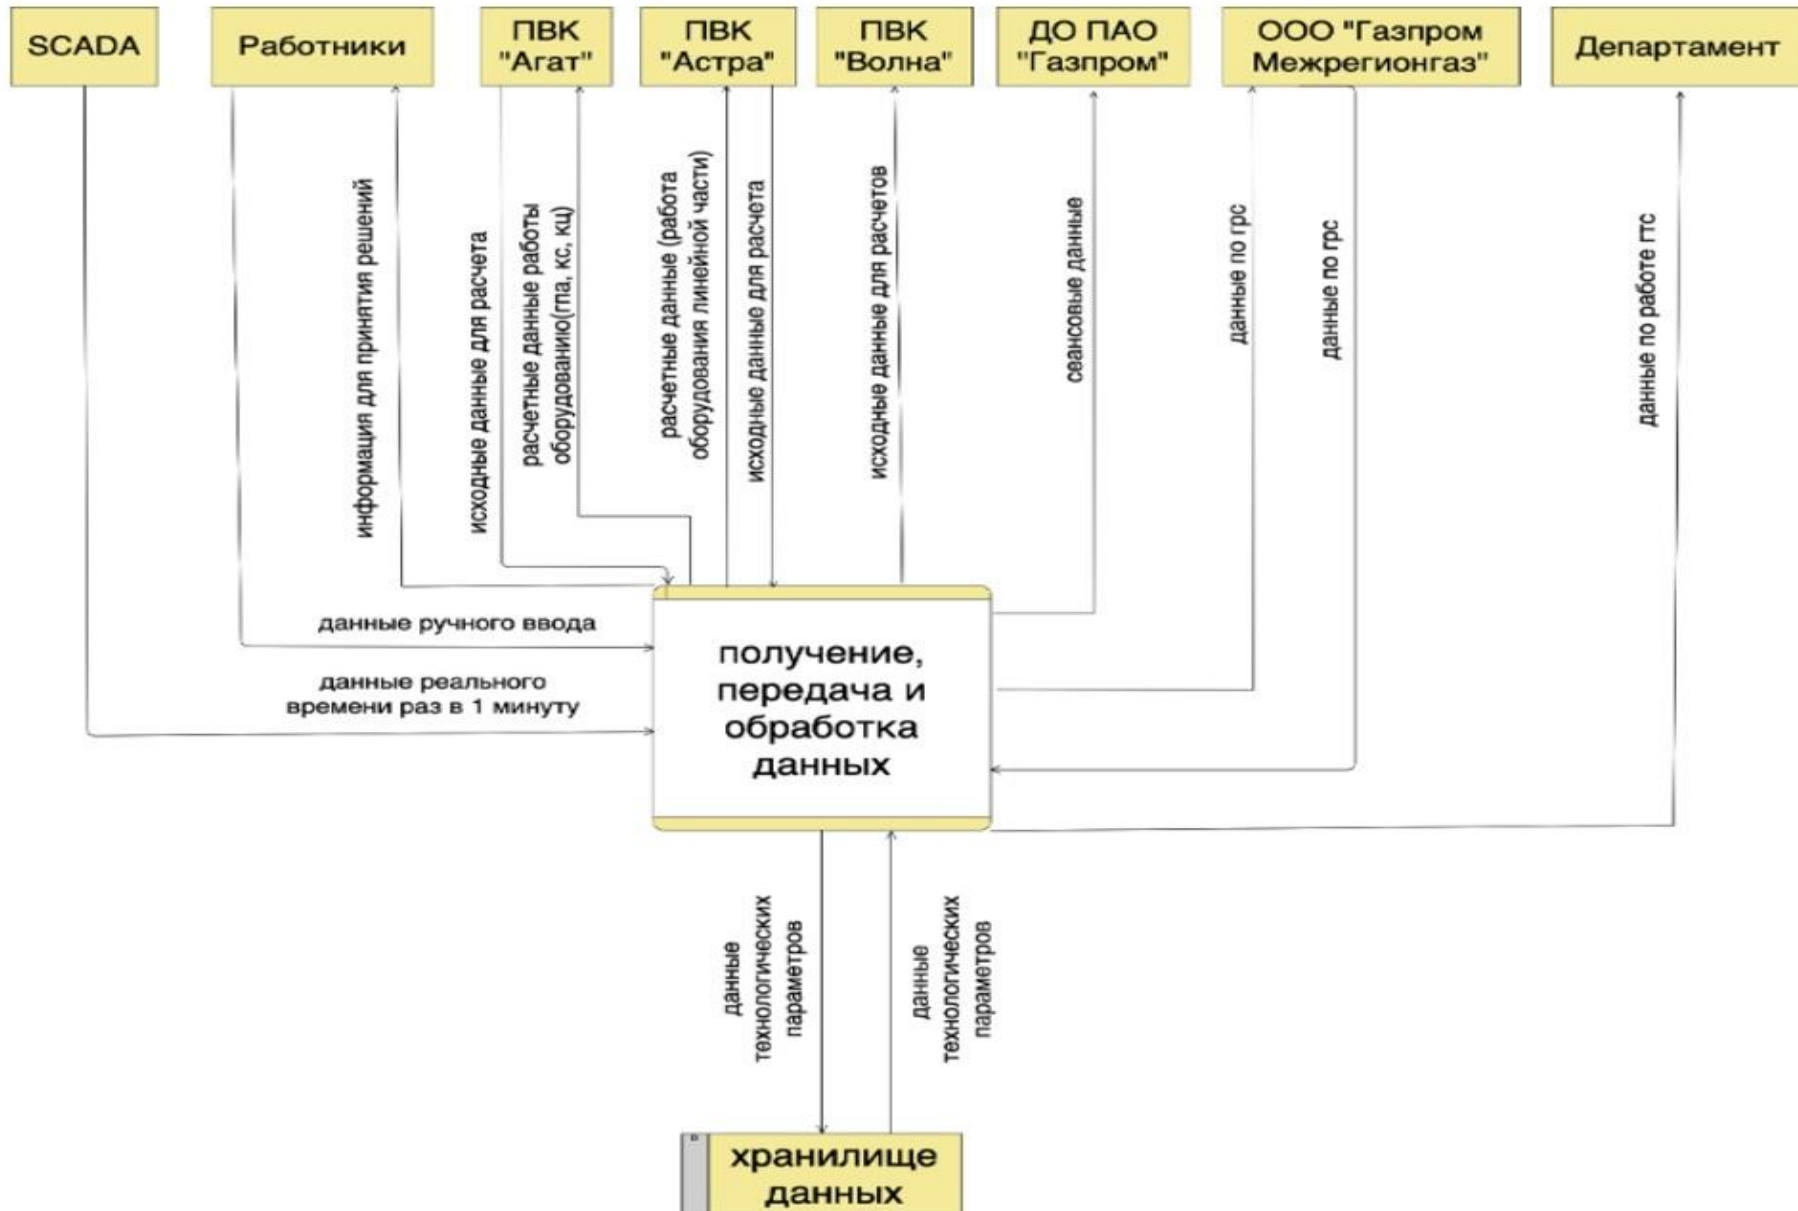 SCADA
Работники
ПВК
"Агат"
ПВК
"Астра"
ПВК
"Волна"
ДО ПАО
"Газпром"
ООО "Газпром
Межрегионгаз"
Департамент
информация для принятия решений
исходные данные для расчета
расчетные данные работы
оборудованию(гпа, кс, кц)
расчетные данные (работа
оборудования линейной части)
исходные данные для расчета
исходные данные для расчетов
сеансовые данные
данные по грс
данные по грс
данные по работе гтс
данные ручного ввода
данные реального
времени раз в 1 минуту
получение,
передача и
обработка
данных
данные
технологических
параметров
данные
технологических
параметров
хранилище
данных